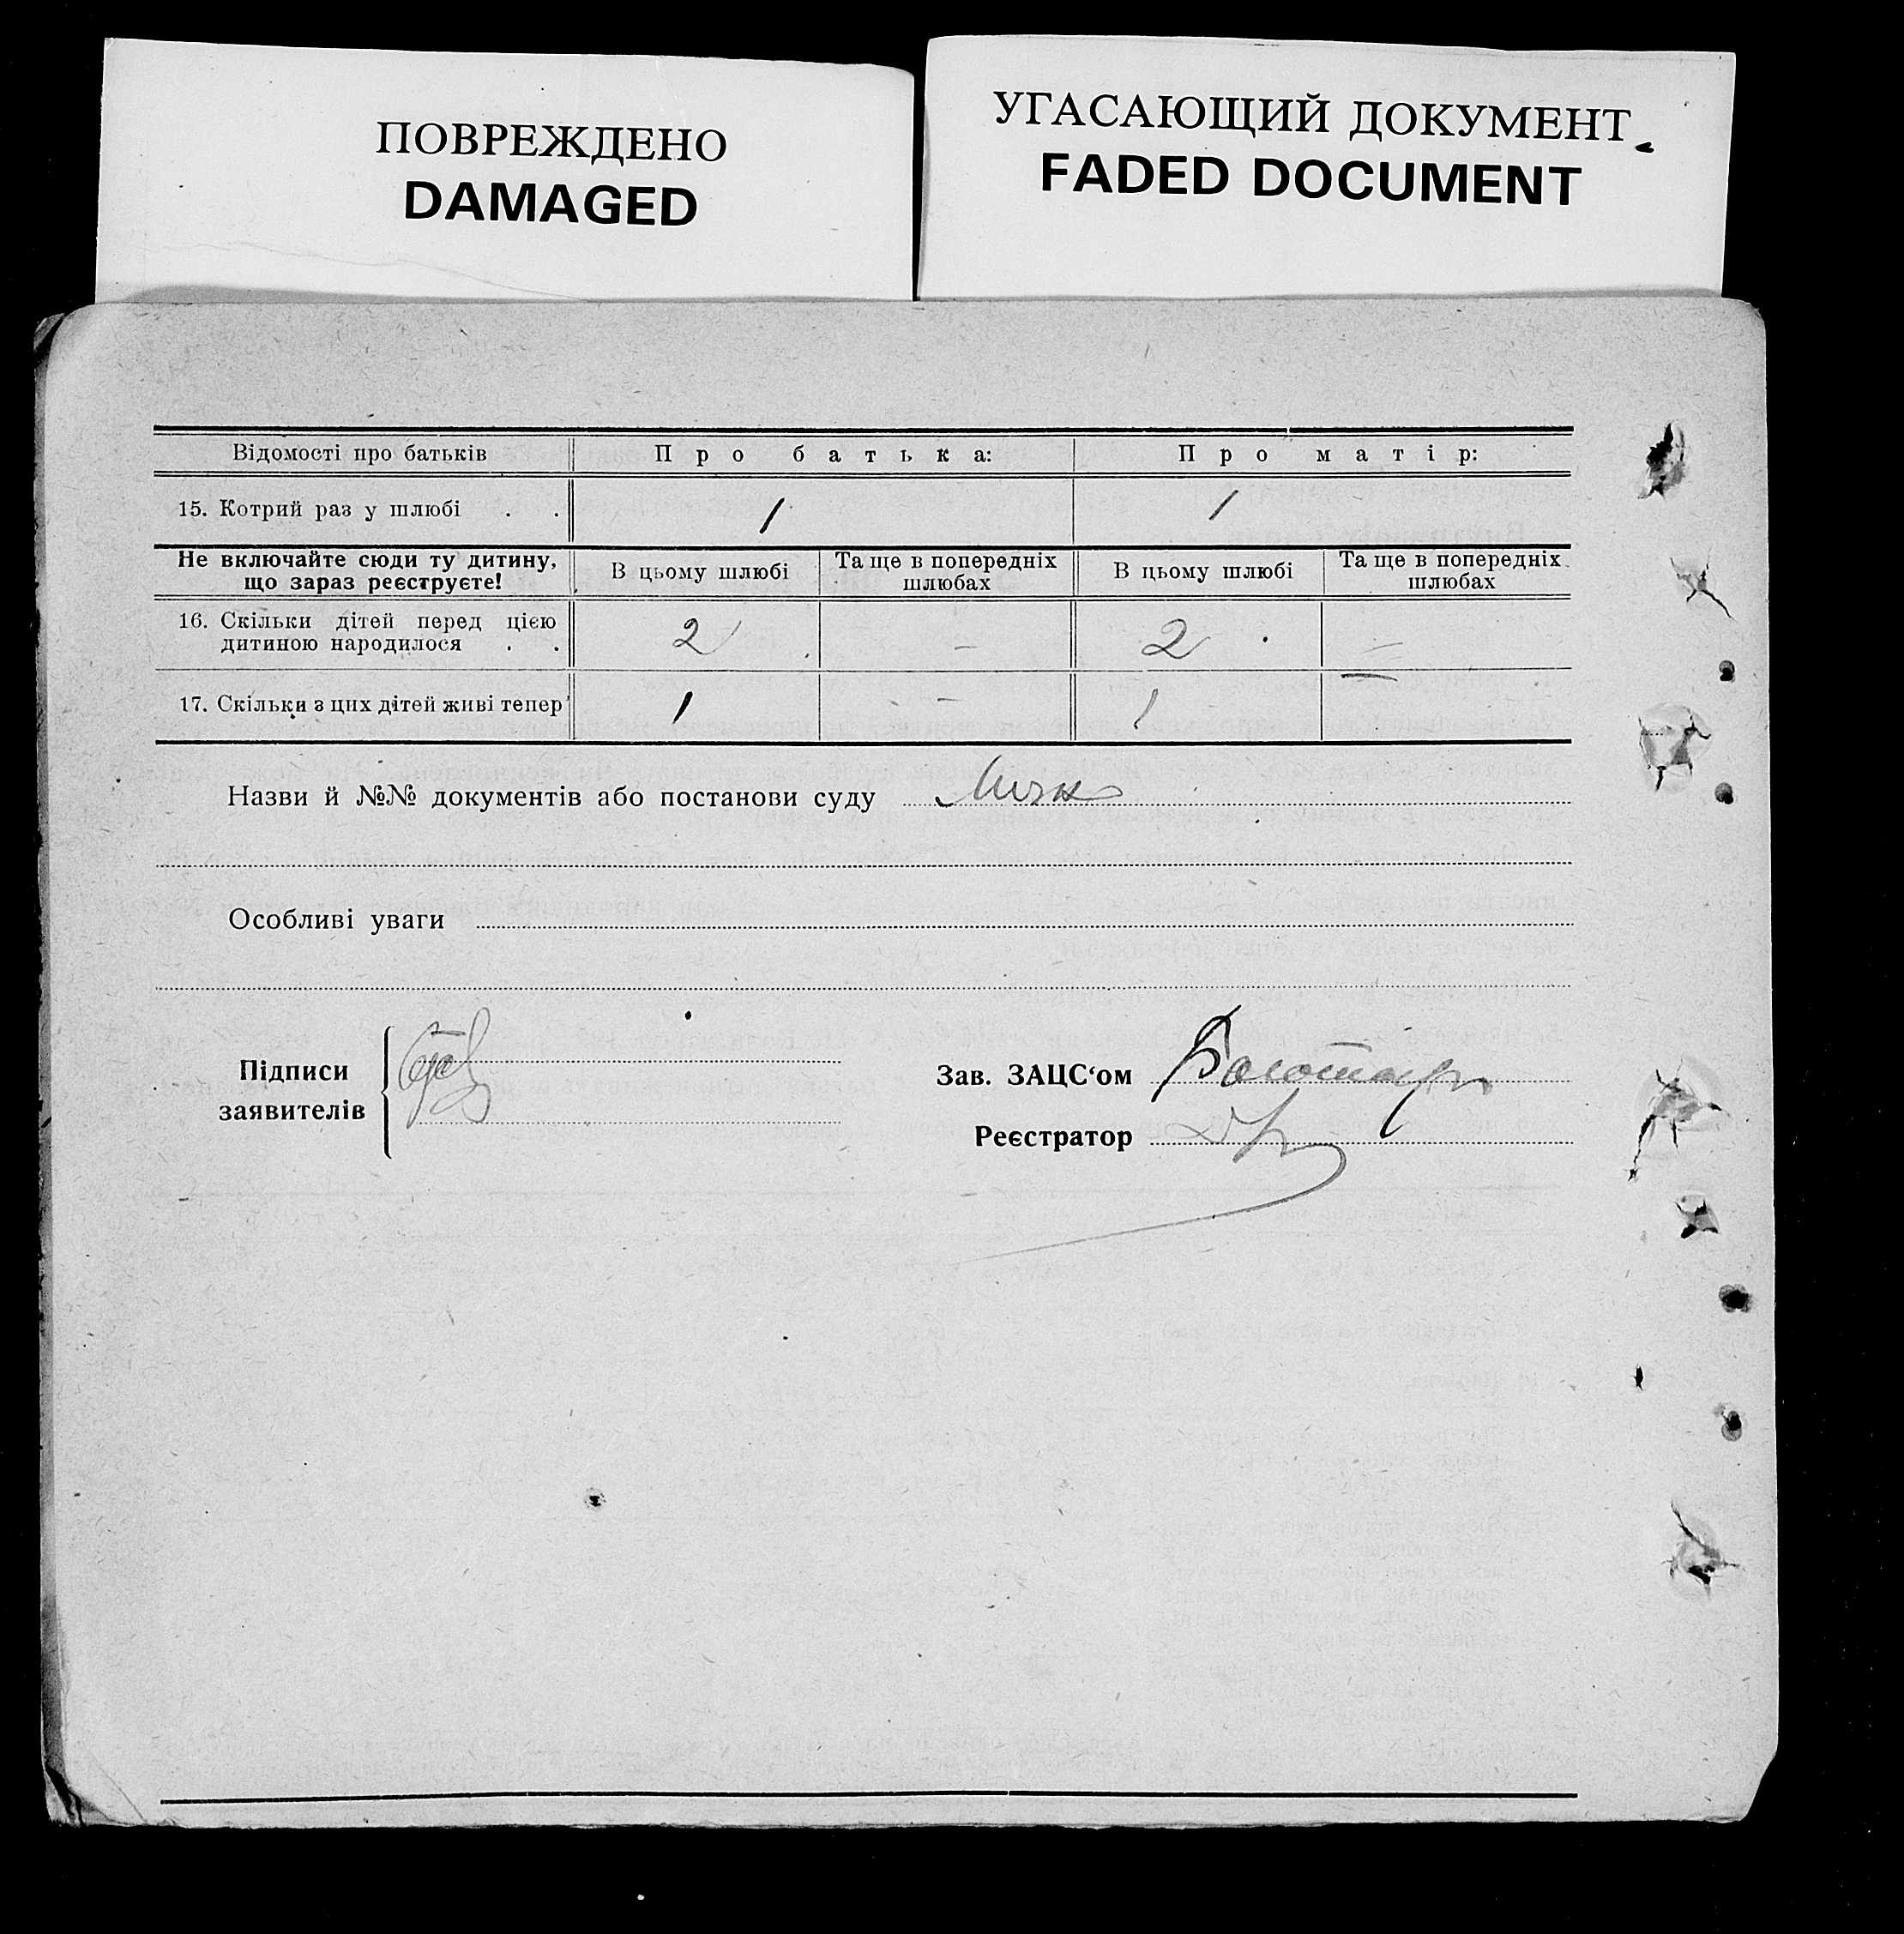 ПОВРЕЖДЕНО
DAMAGED
УГАСАЮЩИЙ ДОКУМЕНТ
FADED DOCUMENT
Відомості про батьків Про батька: Про матір:
15. Котрий раз у шлюбі . . 1 1
Не включайте сюди ту дитину, що зараз реєструєте! В цьому шлюбі Та ще в попередніх шлюбах В цьому шлюбі Та ще в попередніх шлюбах
16. Скільки дітей перед цією дитиною народилося . . 2 — 2 —
17. Скільки з цих дітей живі тепер 1 — 1
Назви й №№ документів або постанови суду
Особливі уваги
Підписи заявителів
Зав. ЗАЦС‘ом
Реєстратор